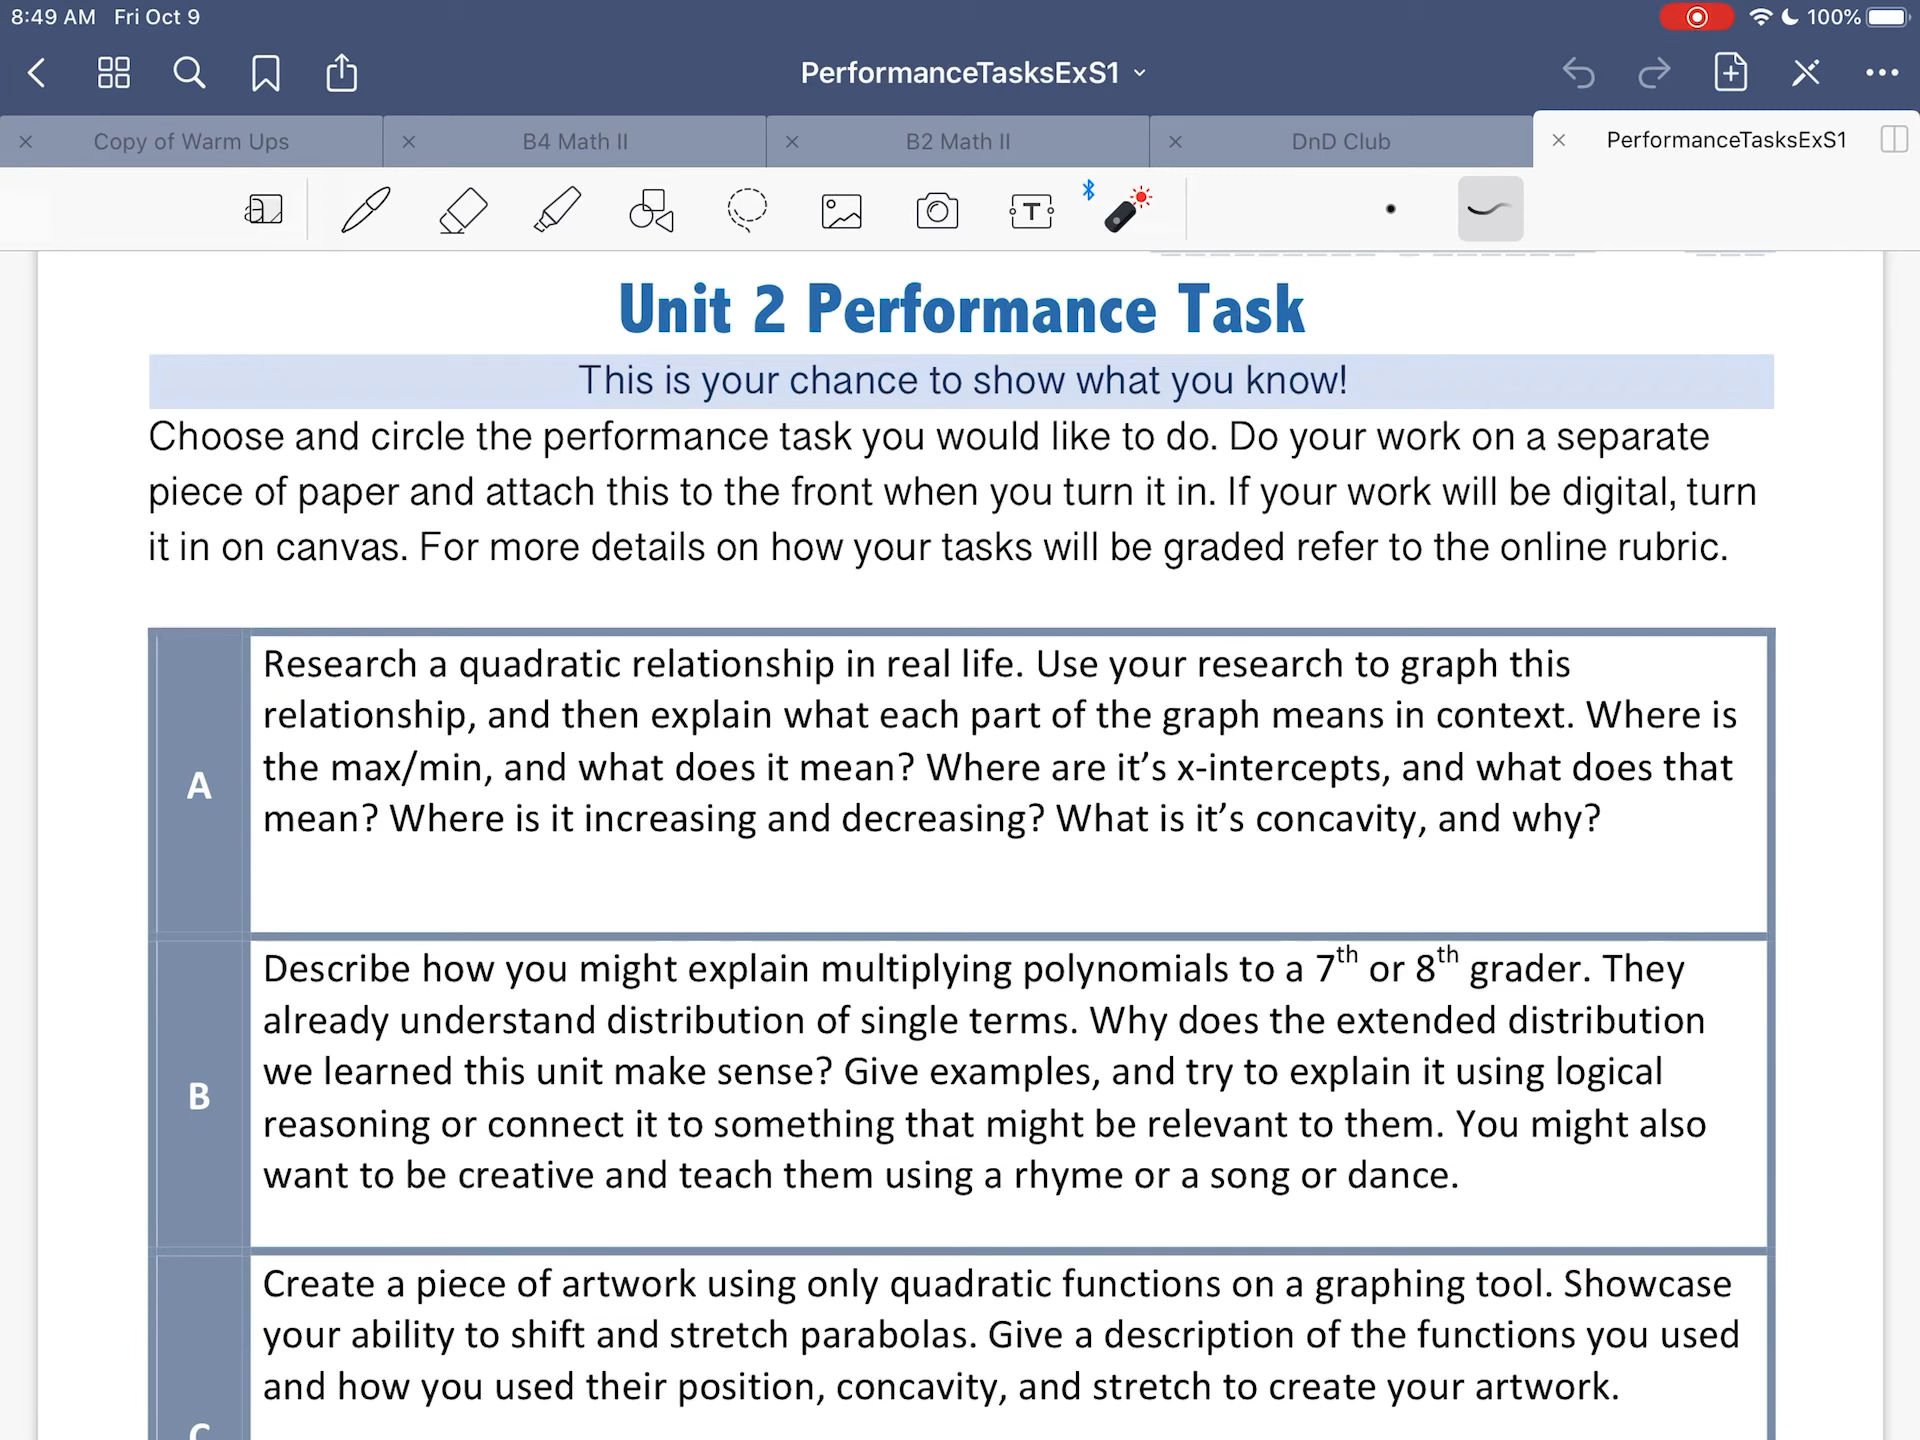 8:49 AM Fri Oct 9
100%
PerformanceTasksExS1
Copy of Warm Ups
B4 Math II
B2 Math II
DnD Club
PerformanceTasksExS1
T
Unit 2 Performance Task
This is your chance to show what you know!
Choose and circle the performance task you would like to do. Do your work on a separate
piece of paper and attach this to the front when you turn it in. If your work will be digital, turn
it in on canvas. For more details on how your tasks will be graded refer to the online rubric.
A
Research a quadratic relationship in real life. Use your research to graph this
relationship, and then explain what each part of the graph means in context. Where is
the max/min, and what does it mean? Where are it’s x-intercepts, and what does that
mean? Where is it increasing and decreasing? What is it’s concavity, and why?
B
Describe how you might explain multiplying polynomials to a 7th or 8th grader. They
already understand distribution of single terms. Why does the extended distribution
we learned this unit make sense? Give examples, and try to explain it using logical
reasoning or connect it to something that might be relevant to them. You might also
want to be creative and teach them using a rhyme or a song or dance.
C
Create a piece of artwork using only quadratic functions on a graphing tool. Showcase
your ability to shift and stretch parabolas. Give a description of the functions you used
and how you used their position, concavity, and stretch to create your artwork.